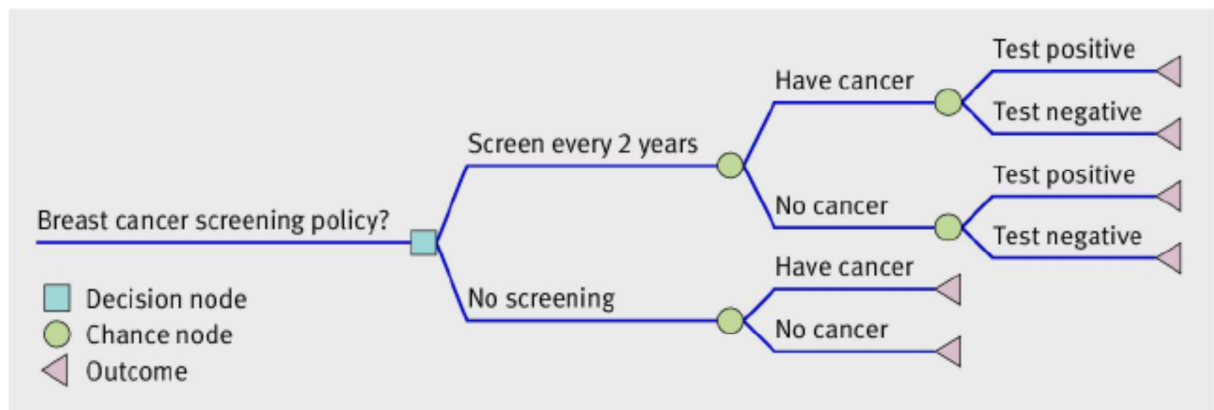 Test positive
Have cancer
Test negative
Screen every 2 years
Test positive
No cancer
Test negative
Breast cancer screening policy?
Have cancer
No screening
No cancer
Decision node
Chance node
Outcome